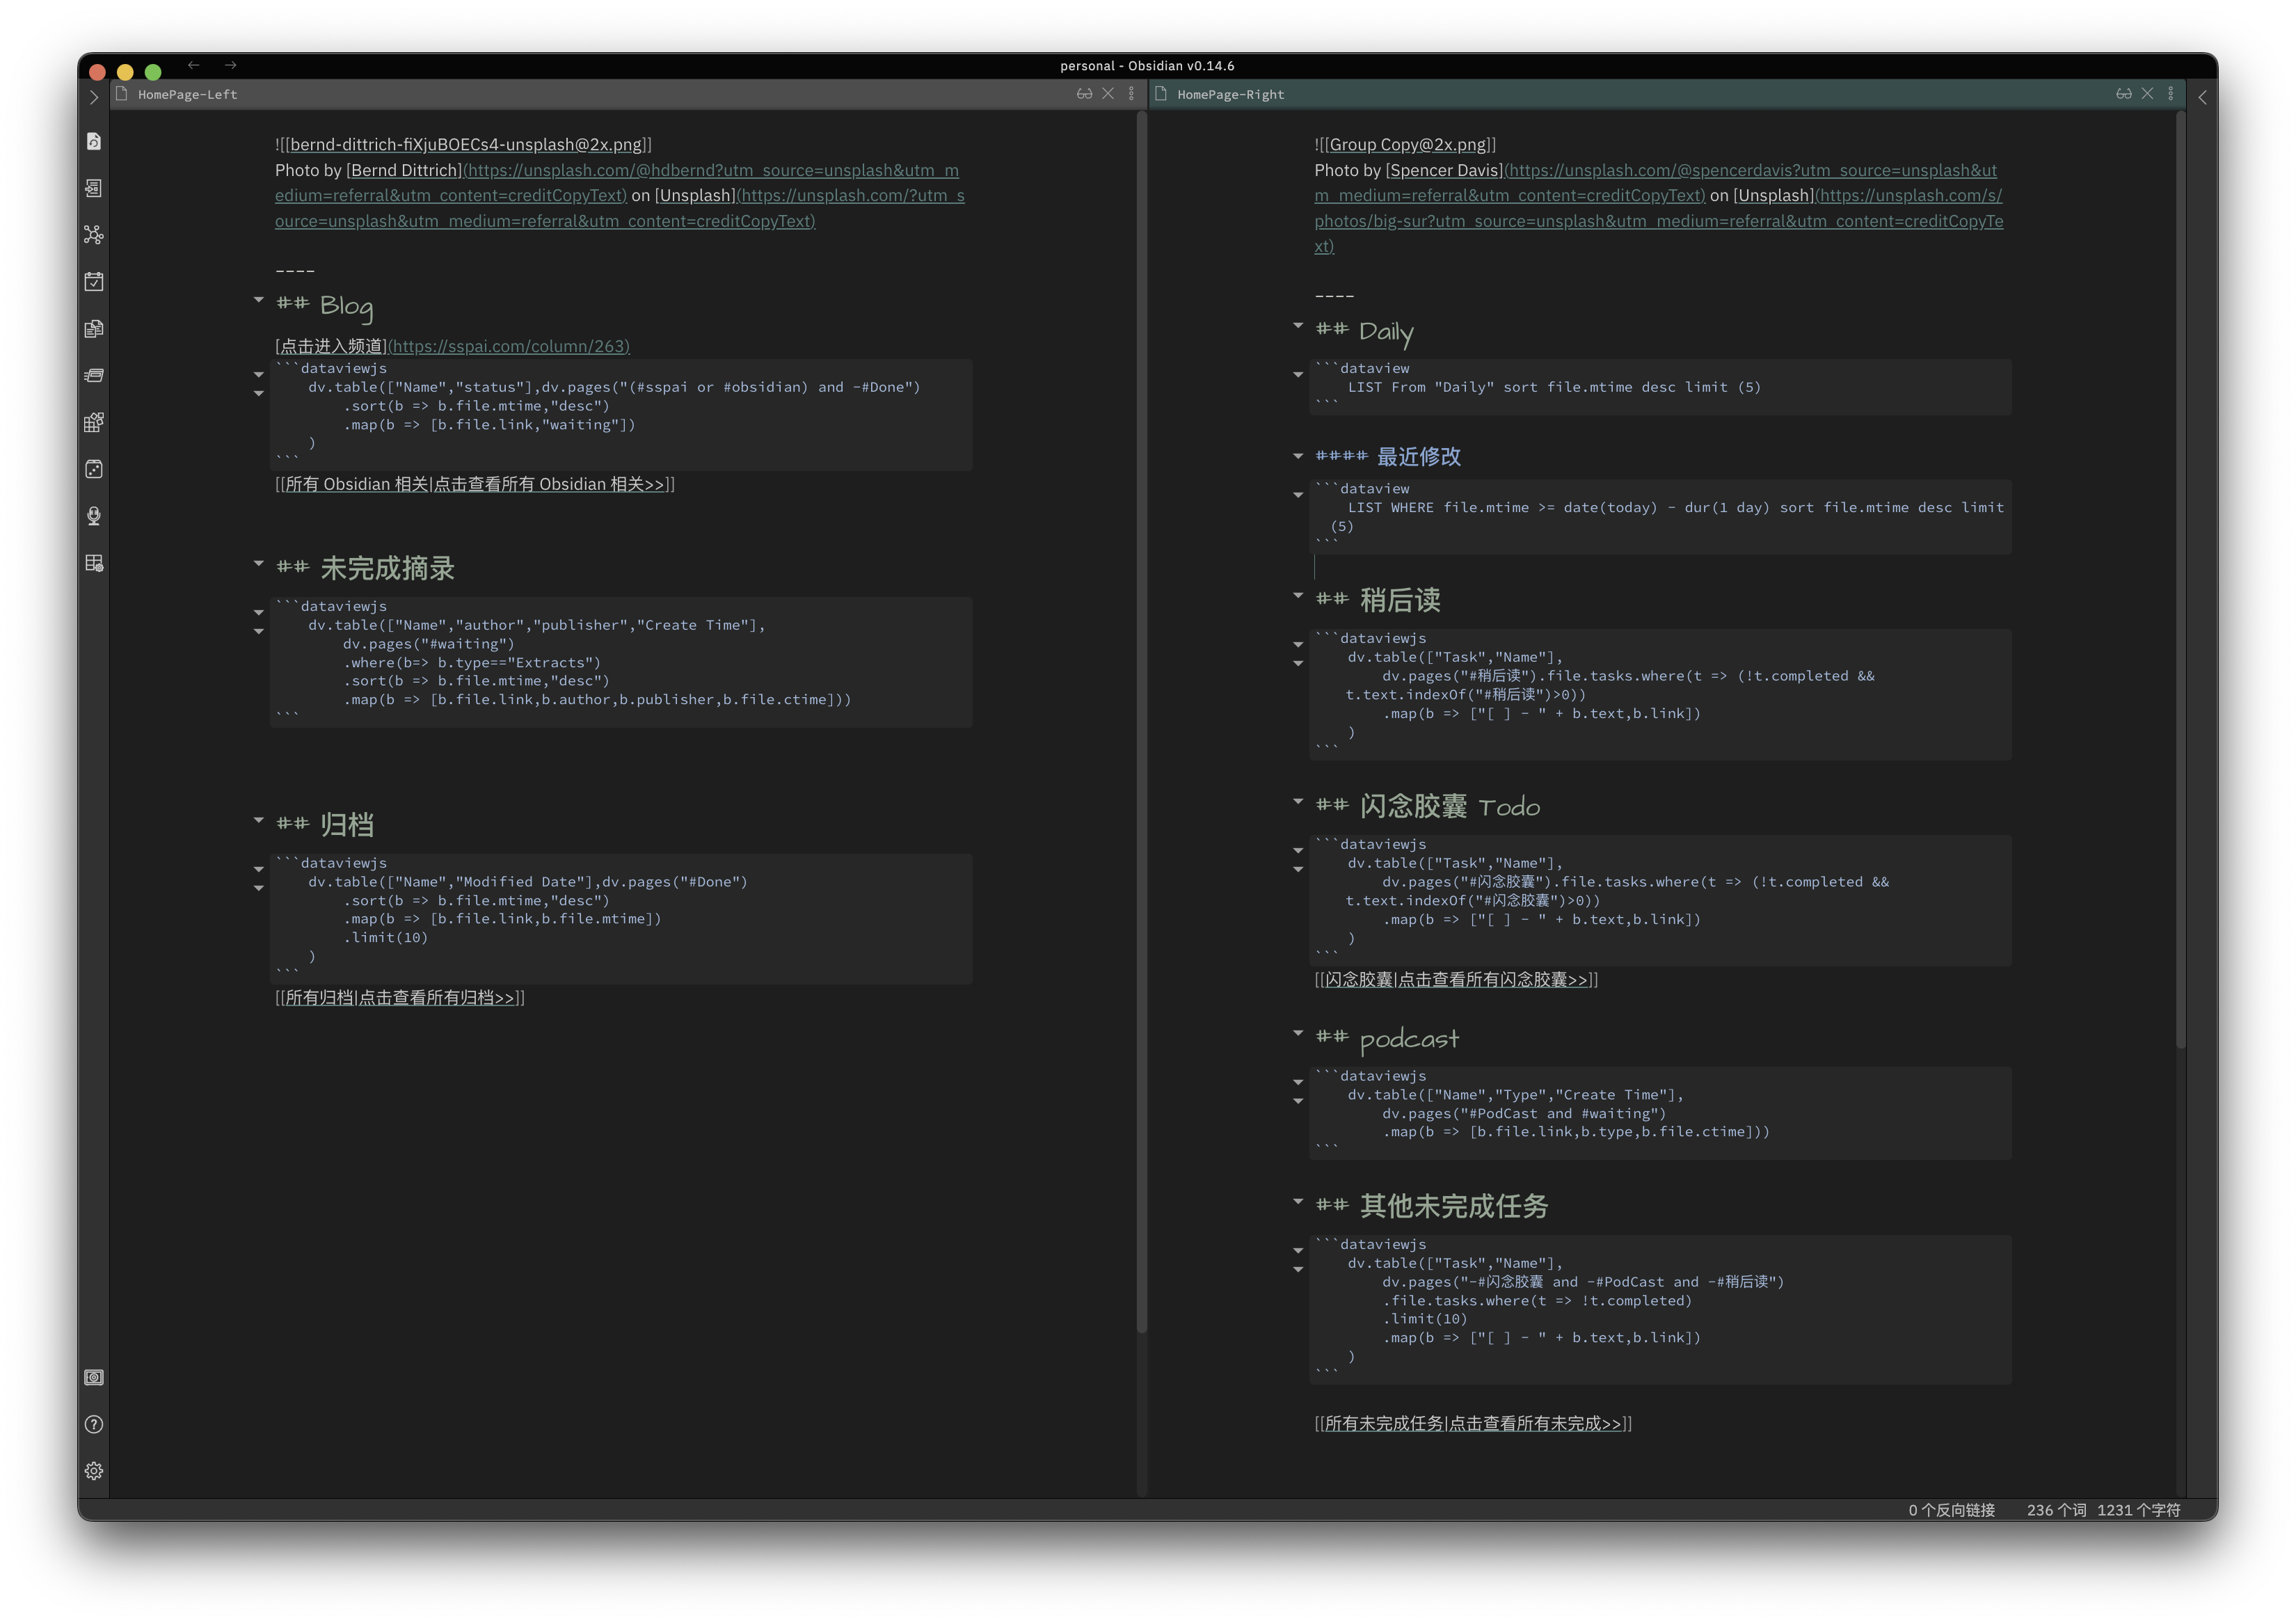 personal - Obsidian v0.14.6
HomePage-Left
![[bernd-dittrich-fiXjuBOECs4-unsplash@2x.png]]
Photo by [Bernd Dittrich](https://unsplash.com/@hdbernd?utm_source=unsplash&utm_m
edium=referral&utm_content=creditCopyText) on [Unsplash](https://unsplash.com/?utm_s
ource=unsplash&utm_medium=referral&utm_content=creditCopyText)
----
## Blog
[点击进入频道](https://sspai.com/column/263)
```dataviewjs
dv.table(["Name","status"],dv.pages("(#sspai or #obsidian) and -#Done")
.sort(b => b.file.mtime,"desc")
.map(b => [b.file.link,"waiting"])
)
```
[[所有 Obsidian 相关|点击查看所有 Obsidian 相关>>]]
## 未完成摘录
```dataviewjs
dv.table(["Name","author","publisher","Create Time"],
dv.pages("#waiting")
.where(b=> b.type=="Extracts")
.sort(b => b.file.mtime,"desc")
.map(b => [b.file.link,b.author,b.publisher,b.file.ctime]))
```
## 归档
```dataviewjs
dv.table(["Name","Modified Date"],dv.pages("#Done")
.sort(b => b.file.mtime,"desc")
.map(b => [b.file.link,b.file.mtime])
.limit(10)
)
```
[[所有归档|点击查看所有归档>>]]
HomePage-Right
![[Group Copy@2x.png]]
Photo by [Spencer Davis](https://unsplash.com/@spencerdavis?utm_source=unsplash&ut
m_medium=referral&utm_content=creditCopyText) on [Unsplash](https://unsplash.com/s/
photos/big-sur?utm_source=unsplash&utm_medium=referral&utm_content=creditCopyTe
xt)
----
## Daily
```dataview
LIST From "Daily" sort file.mtime desc limit (5)
```
#### 最近修改
```dataview
LIST WHERE file.mtime >= date(today) - dur(1 day) sort file.mtime desc limit
(5)
```
## 稍后读
```dataviewjs
dv.table(["Task","Name"],
dv.pages("#稍后读").file.tasks.where(t => (!t.completed &&
t.text.indexOf("#稍后读")>0))
.map(b => ["[ ] - " + b.text,b.link])
)
```
## 闪念胶囊 Todo
```dataviewjs
dv.table(["Task","Name"],
dv.pages("#闪念胶囊").file.tasks.where(t => (!t.completed &&
t.text.indexOf("#闪念胶囊")>0))
.map(b => ["[ ] - " + b.text,b.link])
)
```
[[闪念胶囊|点击查看所有闪念胶囊>>]]
## podcast
```dataviewjs
dv.table(["Name","Type","Create Time"],
dv.pages("#PodCast and #waiting")
.map(b => [b.file.link,b.type,b.file.ctime]))
```
## 其他未完成任务
```dataviewjs
dv.table(["Task","Name"],
dv.pages("-#闪念胶囊 and -#PodCast and -#稍后读")
.file.tasks.where(t => !t.completed)
.limit(10)
.map(b => ["[ ] - " + b.text,b.link])
)
```
[[所有未完成任务|点击查看所有未完成>>]]
0 个反向链接 236 个词 1231 个字符